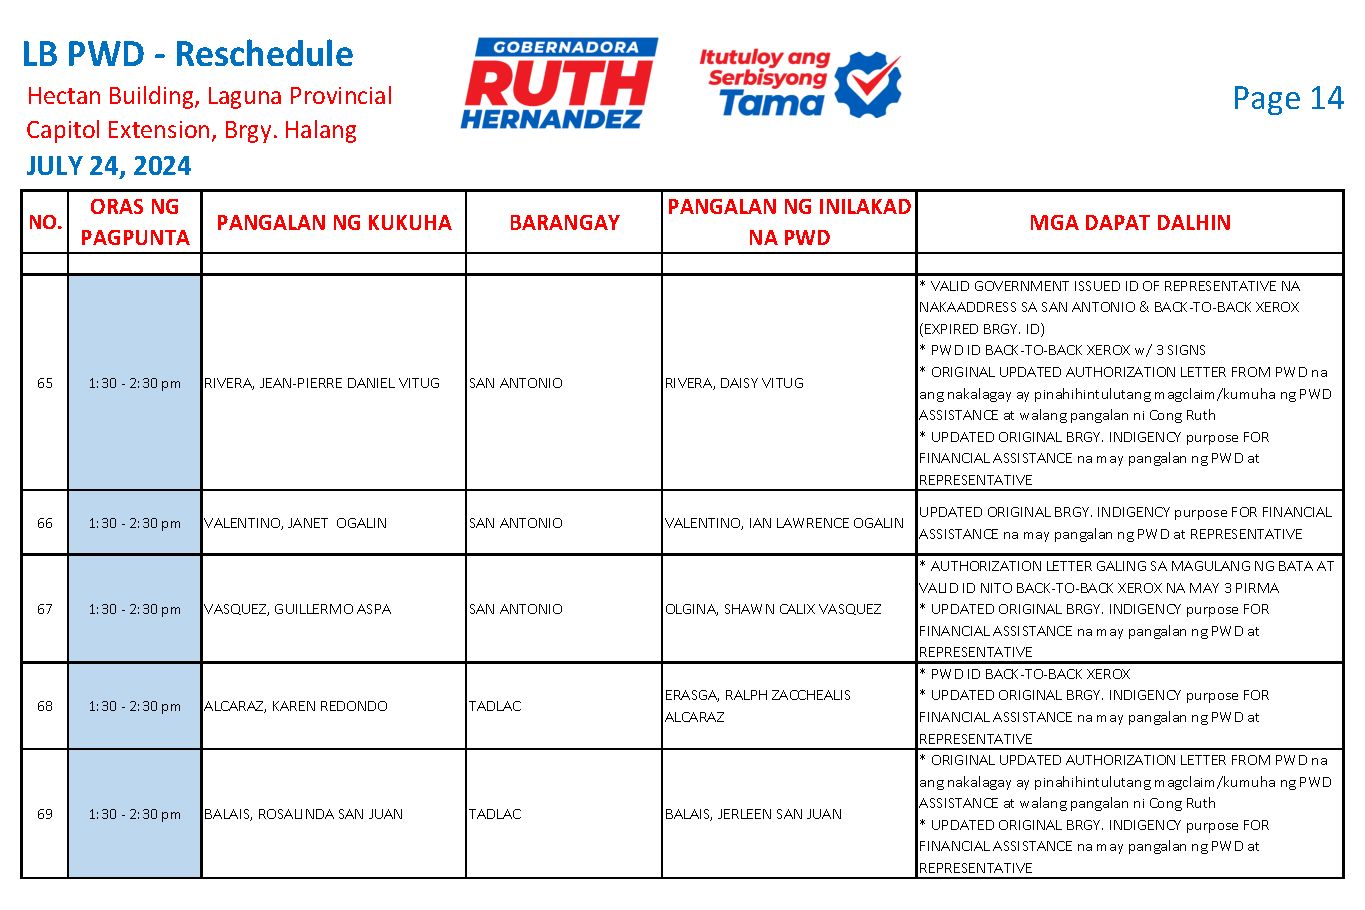 LB PWD - Reschedule
Hectan Building, Laguna Provincial
Capitol Extension, Brgy. Halang
JULY 24, 2024
GOBERNADORA
RUTH
HERNANDEZ
Itutuloy ang
Serbisyong
Tama
Page 14
NO.
ORAS NG
PAGPUNTA
PANGALAN NG KUKUHA
BARANGAY
PANGALAN NG INILAKAD
NA PWD
MGA DAPAT DALHIN
65
1:30 - 2:30 pm
RIVERA, JEAN-PIERRE DANIEL VITUG
SAN ANTONIO
RIVERA, DAISY VITUG
* VALID GOVERNMENT ISSUED ID OF REPRESENTATIVE NA
NAKAADDRESS SA SAN ANTONIO & BACK-TO-BACK XEROX
(EXPIRED BRGY. ID)
* PWD ID BACK-TO-BACK XEROX w/ 3 SIGNS
* ORIGINAL UPDATED AUTHORIZATION LETTER FROM PWD na
ang nakalagay ay pinahihintulutang magclaim/kumuha ng PWD
ASSISTANCE at walang pangalan ni Cong Ruth
* UPDATED ORIGINAL BRGY. INDIGENCY purpose FOR
FINANCIAL ASSISTANCE na may pangalan ng PWD at
REPRESENTATIVE
66
1:30 - 2:30 pm
VALENTINO, JANET  OGALIN
SAN ANTONIO
VALENTINO, IAN LAWRENCE OGALIN
UPDATED ORIGINAL BRGY. INDIGENCY purpose FOR FINANCIAL
ASSISTANCE na may pangalan ng PWD at REPRESENTATIVE
67
1:30 - 2:30 pm
VASQUEZ, GUILLERMO ASPA
SAN ANTONIO
OLGINA, SHAWN CALIX VASQUEZ
* AUTHORIZATION LETTER GALING SA MAGULANG NG BATA AT
VALID ID NITO BACK-TO-BACK XEROX NA MAY 3 PIRMA
* UPDATED ORIGINAL BRGY. INDIGENCY purpose FOR
FINANCIAL ASSISTANCE na may pangalan ng PWD at
REPRESENTATIVE
68
1:30 - 2:30 pm
ALCARAZ, KAREN REDONDO
TADLAC
ERASGA, RALPH ZACCHEALIS
ALCARAZ
* PWD ID BACK-TO-BACK XEROX
* UPDATED ORIGINAL BRGY. INDIGENCY purpose FOR
FINANCIAL ASSISTANCE na may pangalan ng PWD at
REPRESENTATIVE
69
1:30 - 2:30 pm
BALAIS, ROSALINDA SAN JUAN
TADLAC
BALAIS, JERLEEN SAN JUAN
* ORIGINAL UPDATED AUTHORIZATION LETTER FROM PWD na
ang nakalagay ay pinahihintulutang magclaim/kumuha ng PWD
ASSISTANCE at walang pangalan ni Cong Ruth
* UPDATED ORIGINAL BRGY. INDIGENCY purpose FOR
FINANCIAL ASSISTANCE na may pangalan ng PWD at
REPRESENTATIVE